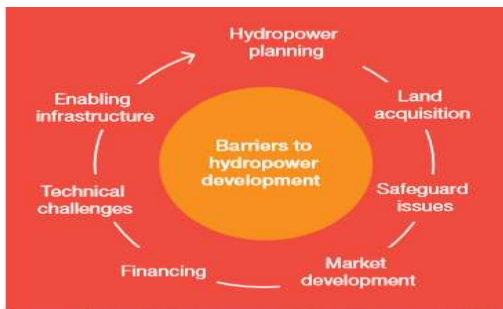 Hydropower
planning
Land
acquisition
Safeguard
issues
Market
development
Financing
Technical
challenges
Enabling
infrastructure
Barriers to
hydropower
development